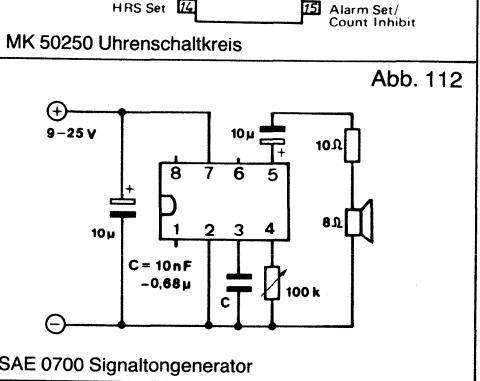 HRS Set 14
15 Alarm Set/
Count Inhibit
MK 50250 Uhrenschaltkreis
Abb. 112
+
9-25 V
10µ
+
10Ω
8 7 6 5
+
10µ
8Ω
1 2 3 4
C = 10nF
-0,68µ
C
100 k
−
SAE 0700 Signaltongenerator